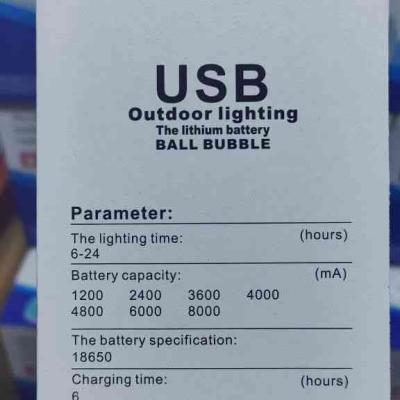 USB
Outdoor lighting
The lithium battery
BALL BUBBLE
Parameter:
The lighting time: (hours)
6-24
Battery capacity: (mA)
1200 2400 3600 4000
4800 6000 8000
The battery specification:
18650
Charging time: (hours)
6